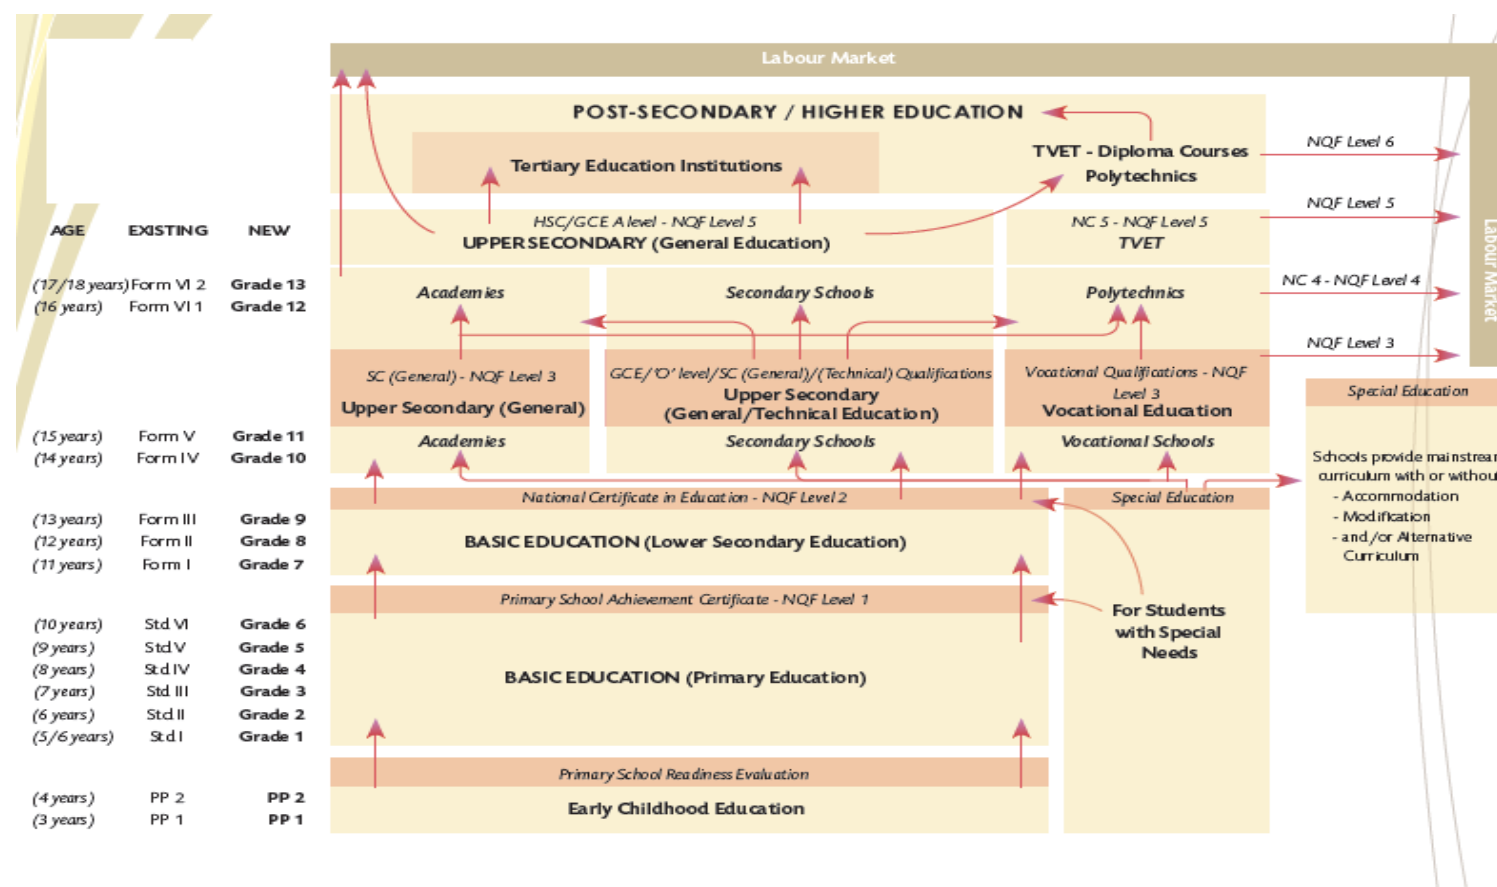 Labour Market
POST-SECONDARY / HIGHER EDUCATION
Tertiary Education Institutions
TVET - Diploma Courses
Polytechnics
NQF Level 6
HSC/GCE A level - NQF Level 5
UPPER SECONDARY (General Education)
NC 5 - NQF Level 5
TVET
NQF Level 5
Labour Market
AGE EXISTING NEW
(17/18 years) Form VI 2 Grade 13
(16 years) Form VI 1 Grade 12
Academies
Secondary Schools
Polytechnics
NC 4 - NQF Level 4
NQF Level 3
SC (General) - NQF Level 3
Upper Secondary (General)
GCE/'O' level/SC (General)/(Technical) Qualifications
Upper Secondary
(General/Technical Education)
Vocational Qualifications - NQF
Level 3
Vocational Education
(15 years) Form V Grade 11
(14 years) Form IV Grade 10
Academies
Secondary Schools
Vocational Schools
Special Education
Schools provide mainstream
curriculum with or withou
- Accommodation
- Modification
- and/or Alternative
Curriculum
National Certificate in Education - NQF Level 2
Special Education
(13 years) Form III Grade 9
(12 years) Form II Grade 8
(11 years) Form I Grade 7
BASIC EDUCATION (Lower Secondary Education)
Primary School Achievement Certificate - NQF Level 1
For Students
with Special
Needs
(10 years) Std VI Grade 6
(9 years) Std V Grade 5
(8 years) Std IV Grade 4
(7 years) Std III Grade 3
(6 years) Std II Grade 2
(5/6 years) Std I Grade 1
BASIC EDUCATION (Primary Education)
Primary School Readiness Evaluation
Early Childhood Education
(4 years) PP 2 PP 2
(3 years) PP 1 PP 1